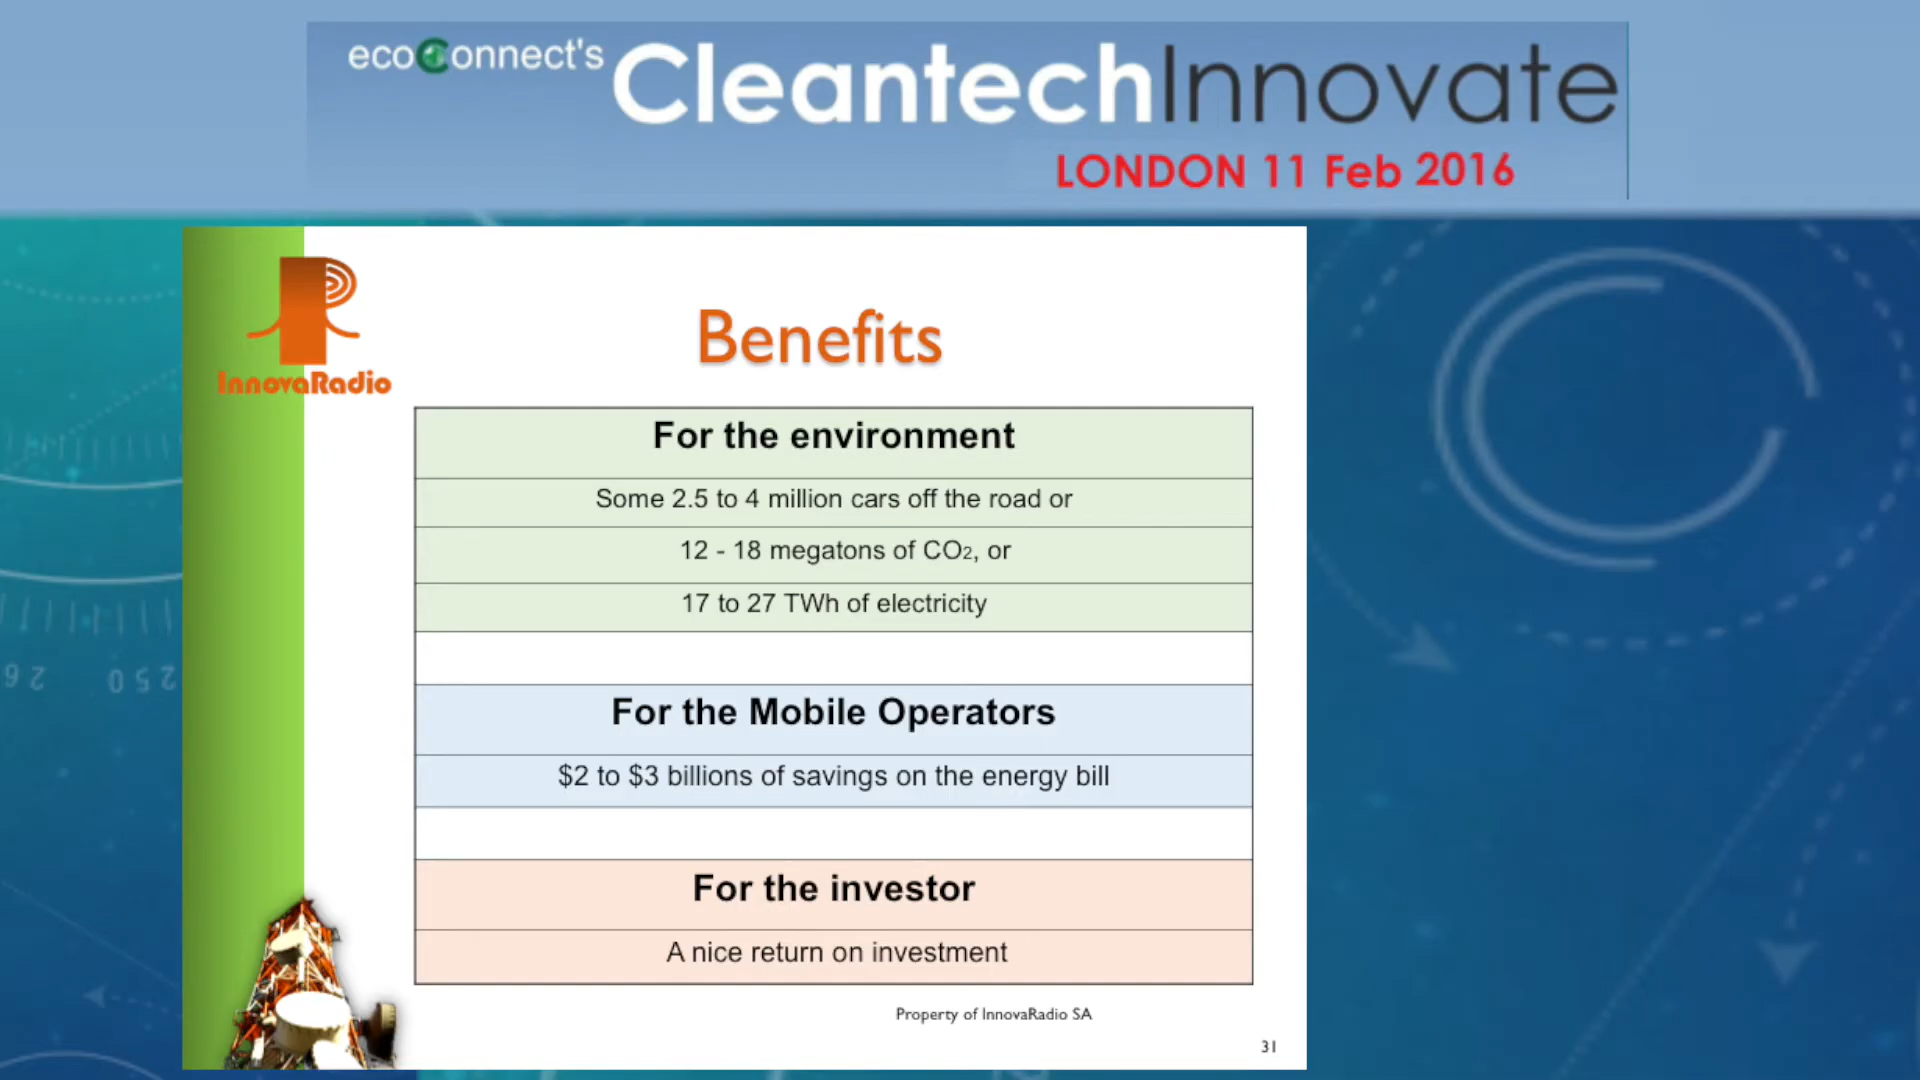 ecoConnect's CleantechInnovate
LONDON 11 Feb 2016
InnovaRadio
Benefits
For the environment
Some 2.5 to 4 million cars off the road or
12 - 18 megatons of CO₂, or
17 to 27 TWh of electricity
For the Mobile Operators
$2 to $3 billions of savings on the energy bill
For the investor
A nice return on investment
Property of InnovaRadio SA
31